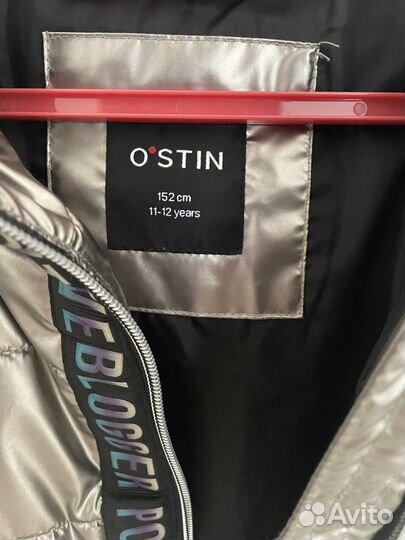 O'STIN
152 cm
11-12 years
BLOGGER
Avito